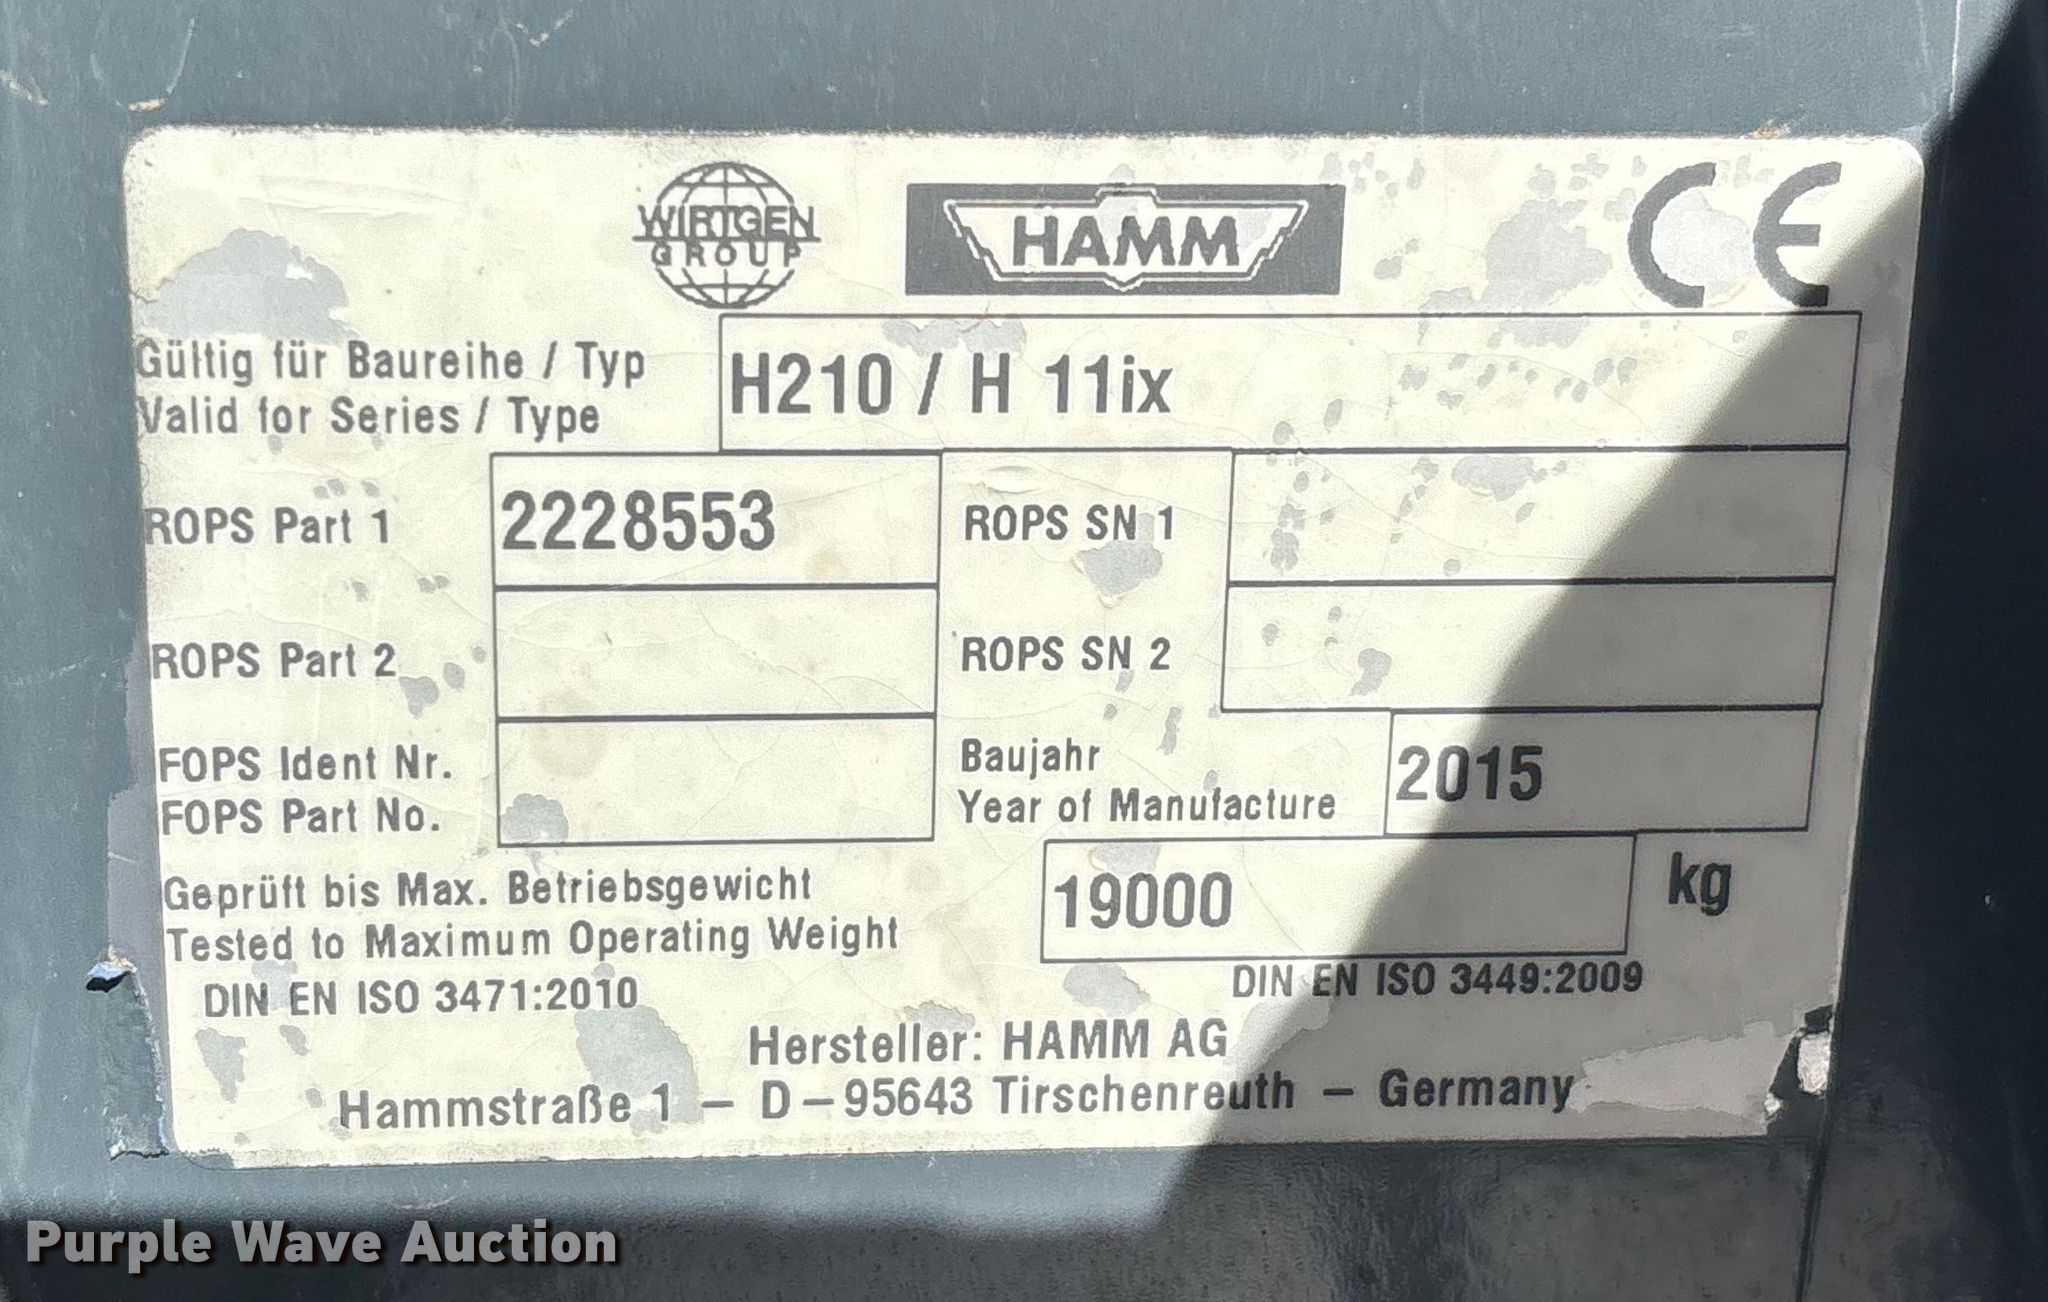 WIRTGEN
GROUP
HAMM
CE
Gültig für Baureihe / Typ
Valid for Series / Type
H210 / H 11ix
ROPS Part 1
2228553
ROPS SN 1
ROPS Part 2
ROPS SN 2
FOPS Ident Nr.
FOPS Part No.
Baujahr
Year of Manufacture
2015
Geprüft bis Max. Betriebsgewicht
Tested to Maximum Operating Weight
19000
kg
DIN EN ISO 3471:2010
DIN EN ISO 3449:2009
Hersteller: HAMM AG
Hammstraße 1 – D–95643 Tirschenreuth – Germany
Purple Wave Auction